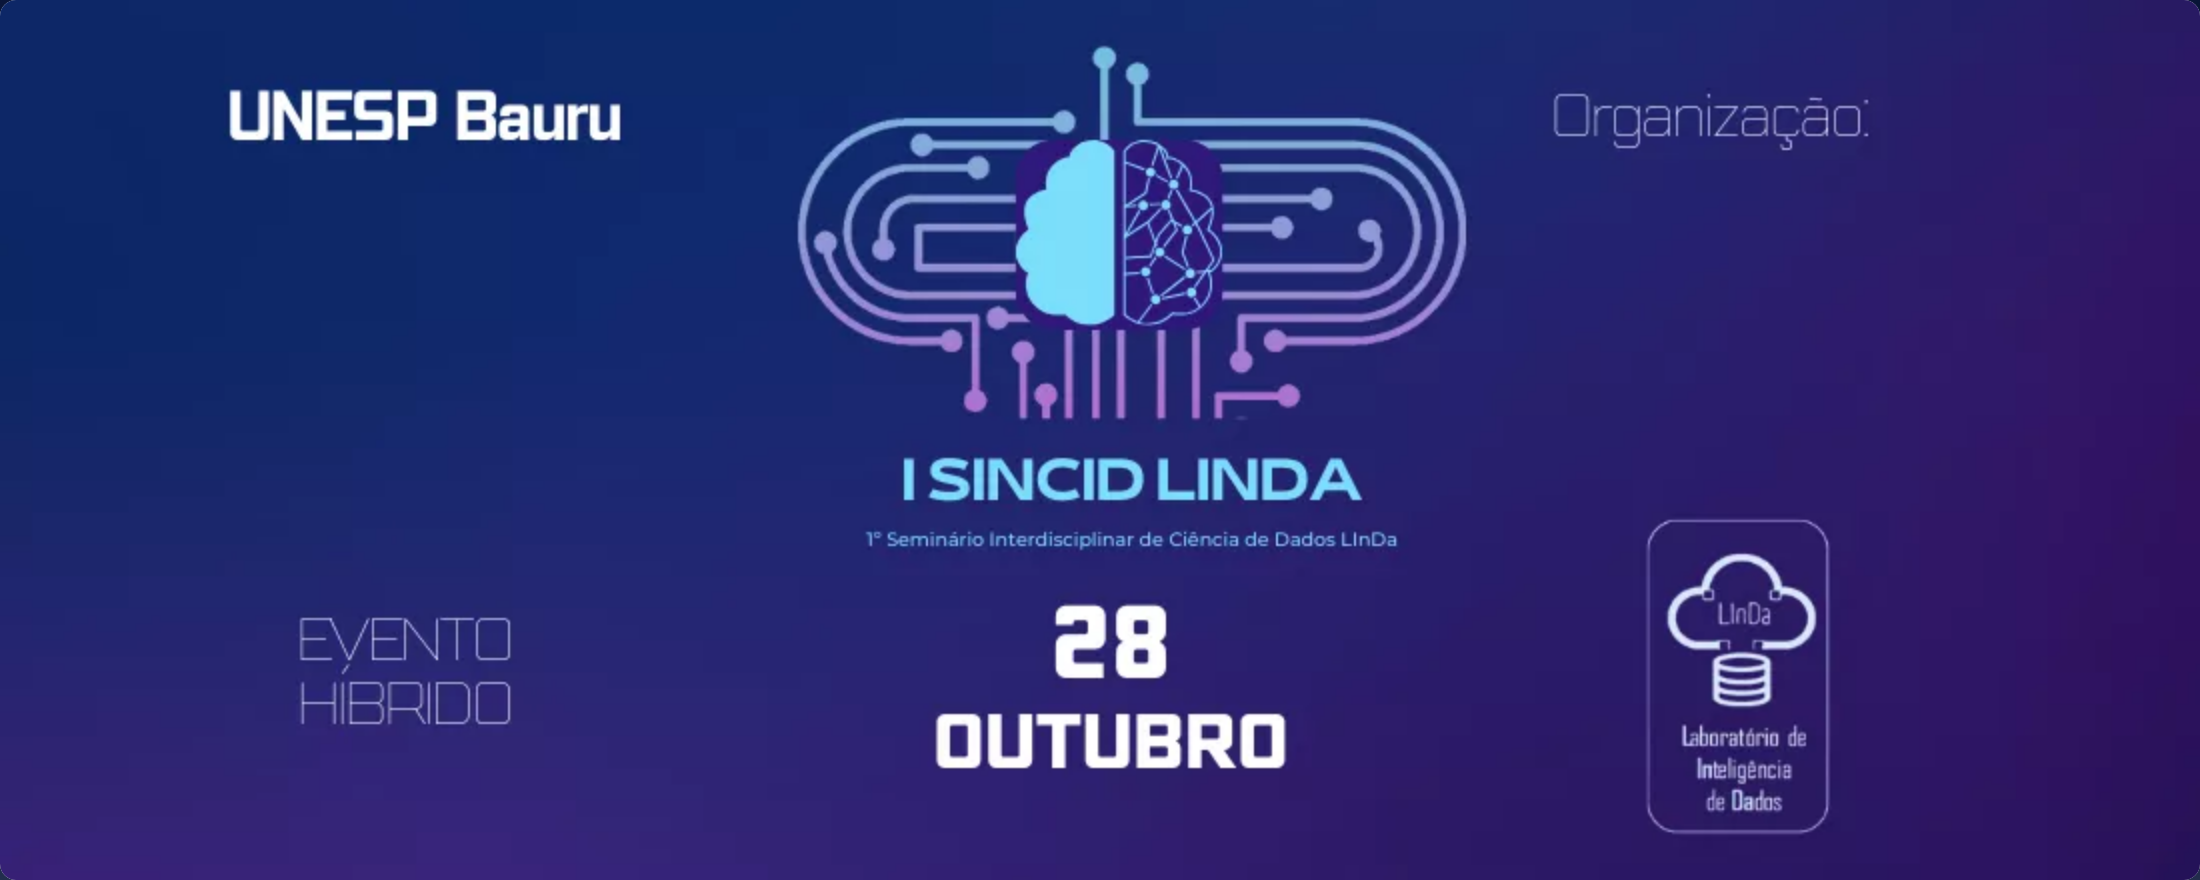 UNESP Bauru
Organização:
I SINCID LINDA
1º Seminário Interdisciplinar de Ciência de Dados LInDa
EVENTO
HÍBRIDO
28
OUTUBRO
LInDa
Laboratório de
Inteligência
de Dados